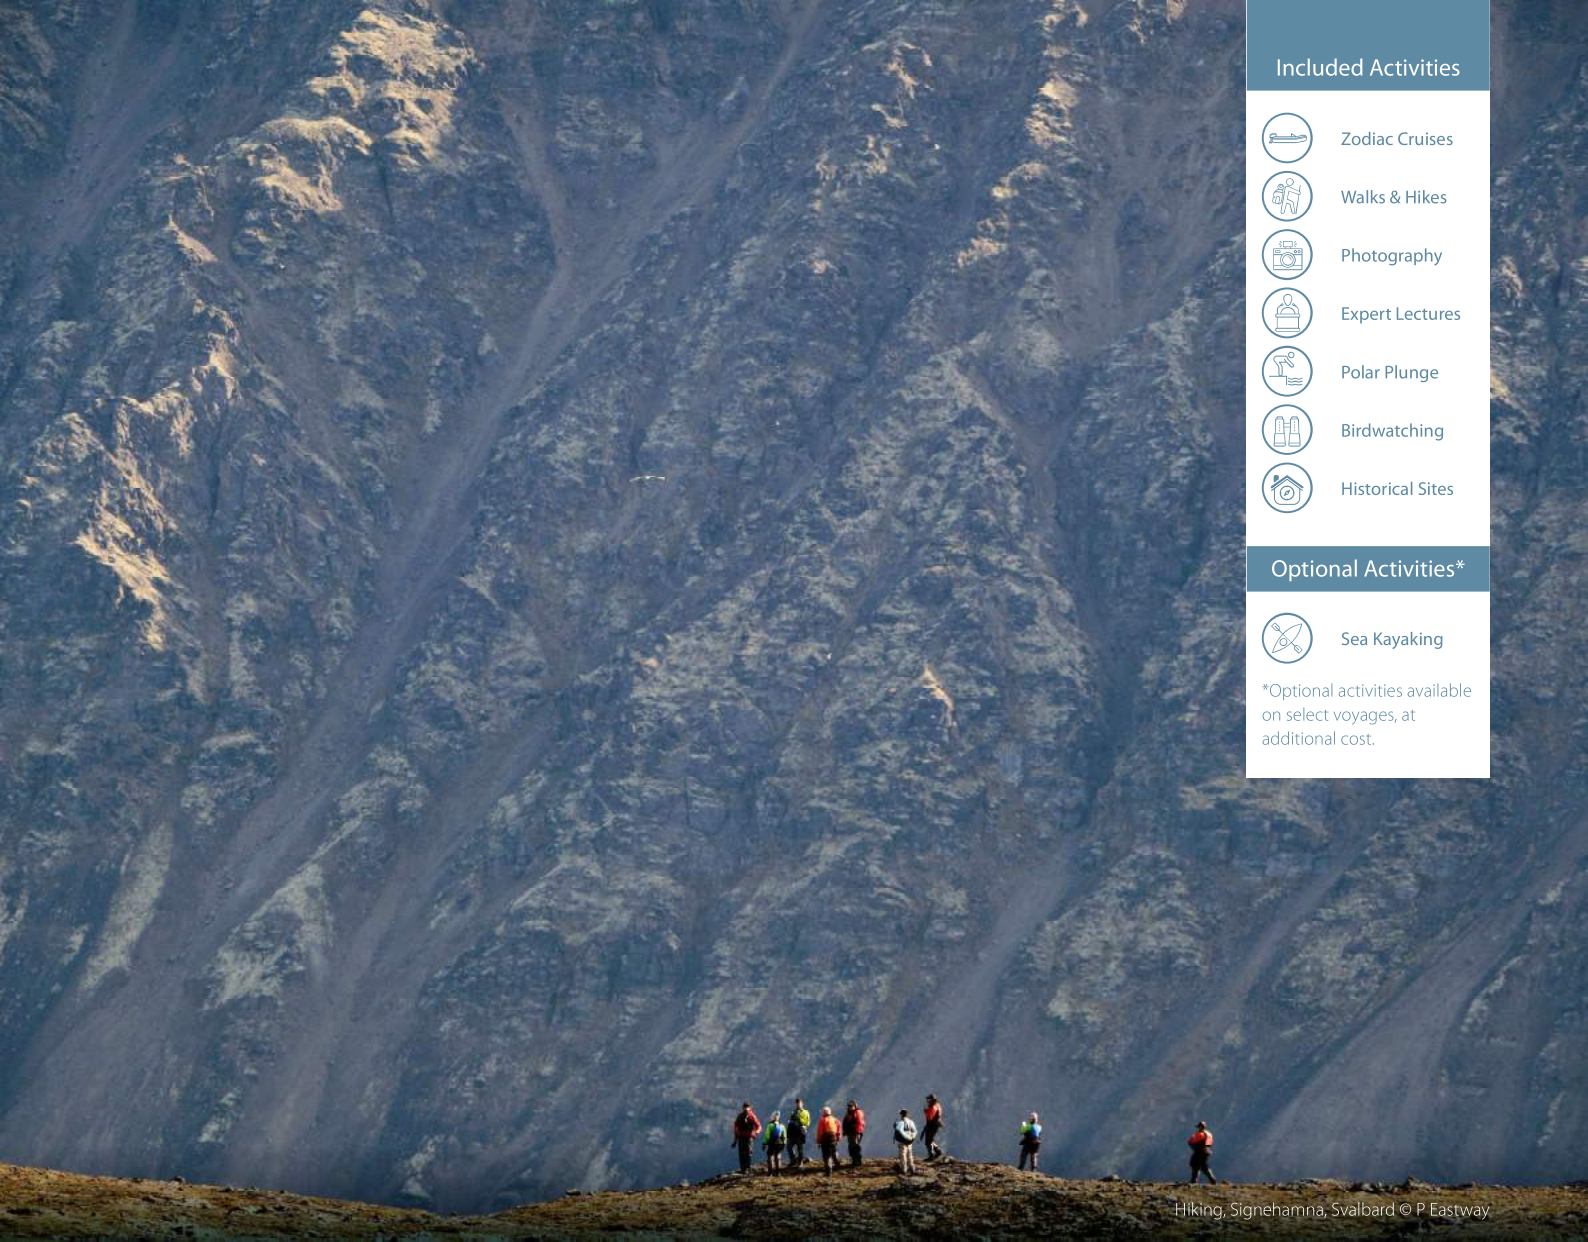 Included Activities
Zodiac Cruises
Walks & Hikes
Photography
Expert Lectures
Polar Plunge
Birdwatching
Historical Sites
Optional Activities*
Sea Kayaking
*Optional activities available
on select voyages, at
additional cost.
Hiking, Signehamna, Svalbard © P Eastway